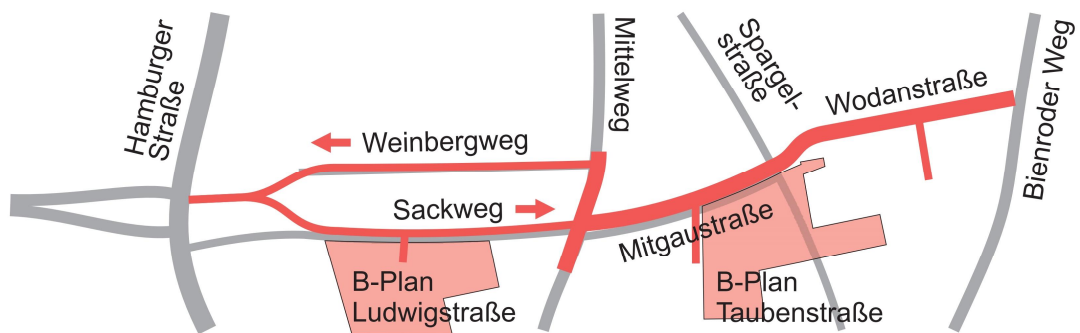 Hamburger
Straße
Weinbergweg
Sackweg
Mittelweg
Spargel-
straße
Wodanstraße
Bienroder Weg
Mitgaustraße
B-Plan
Ludwigstraße
B-Plan
Taubenstraße